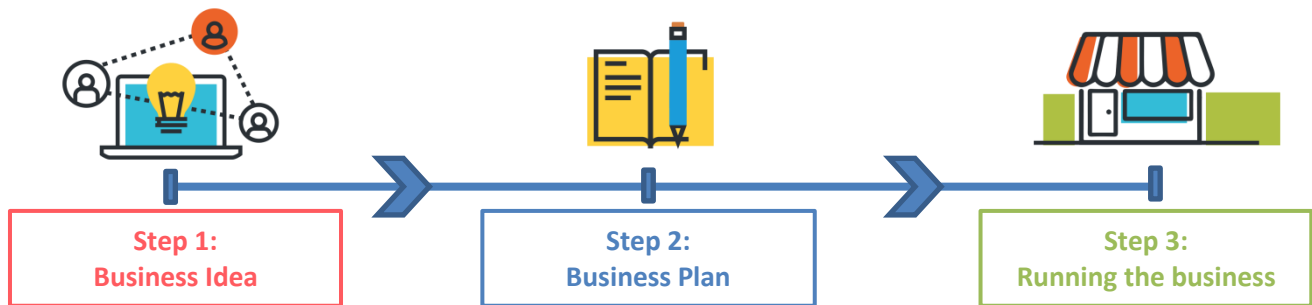 Step 1:
Business Idea
Step 2:
Business Plan
Step 3:
Running the business